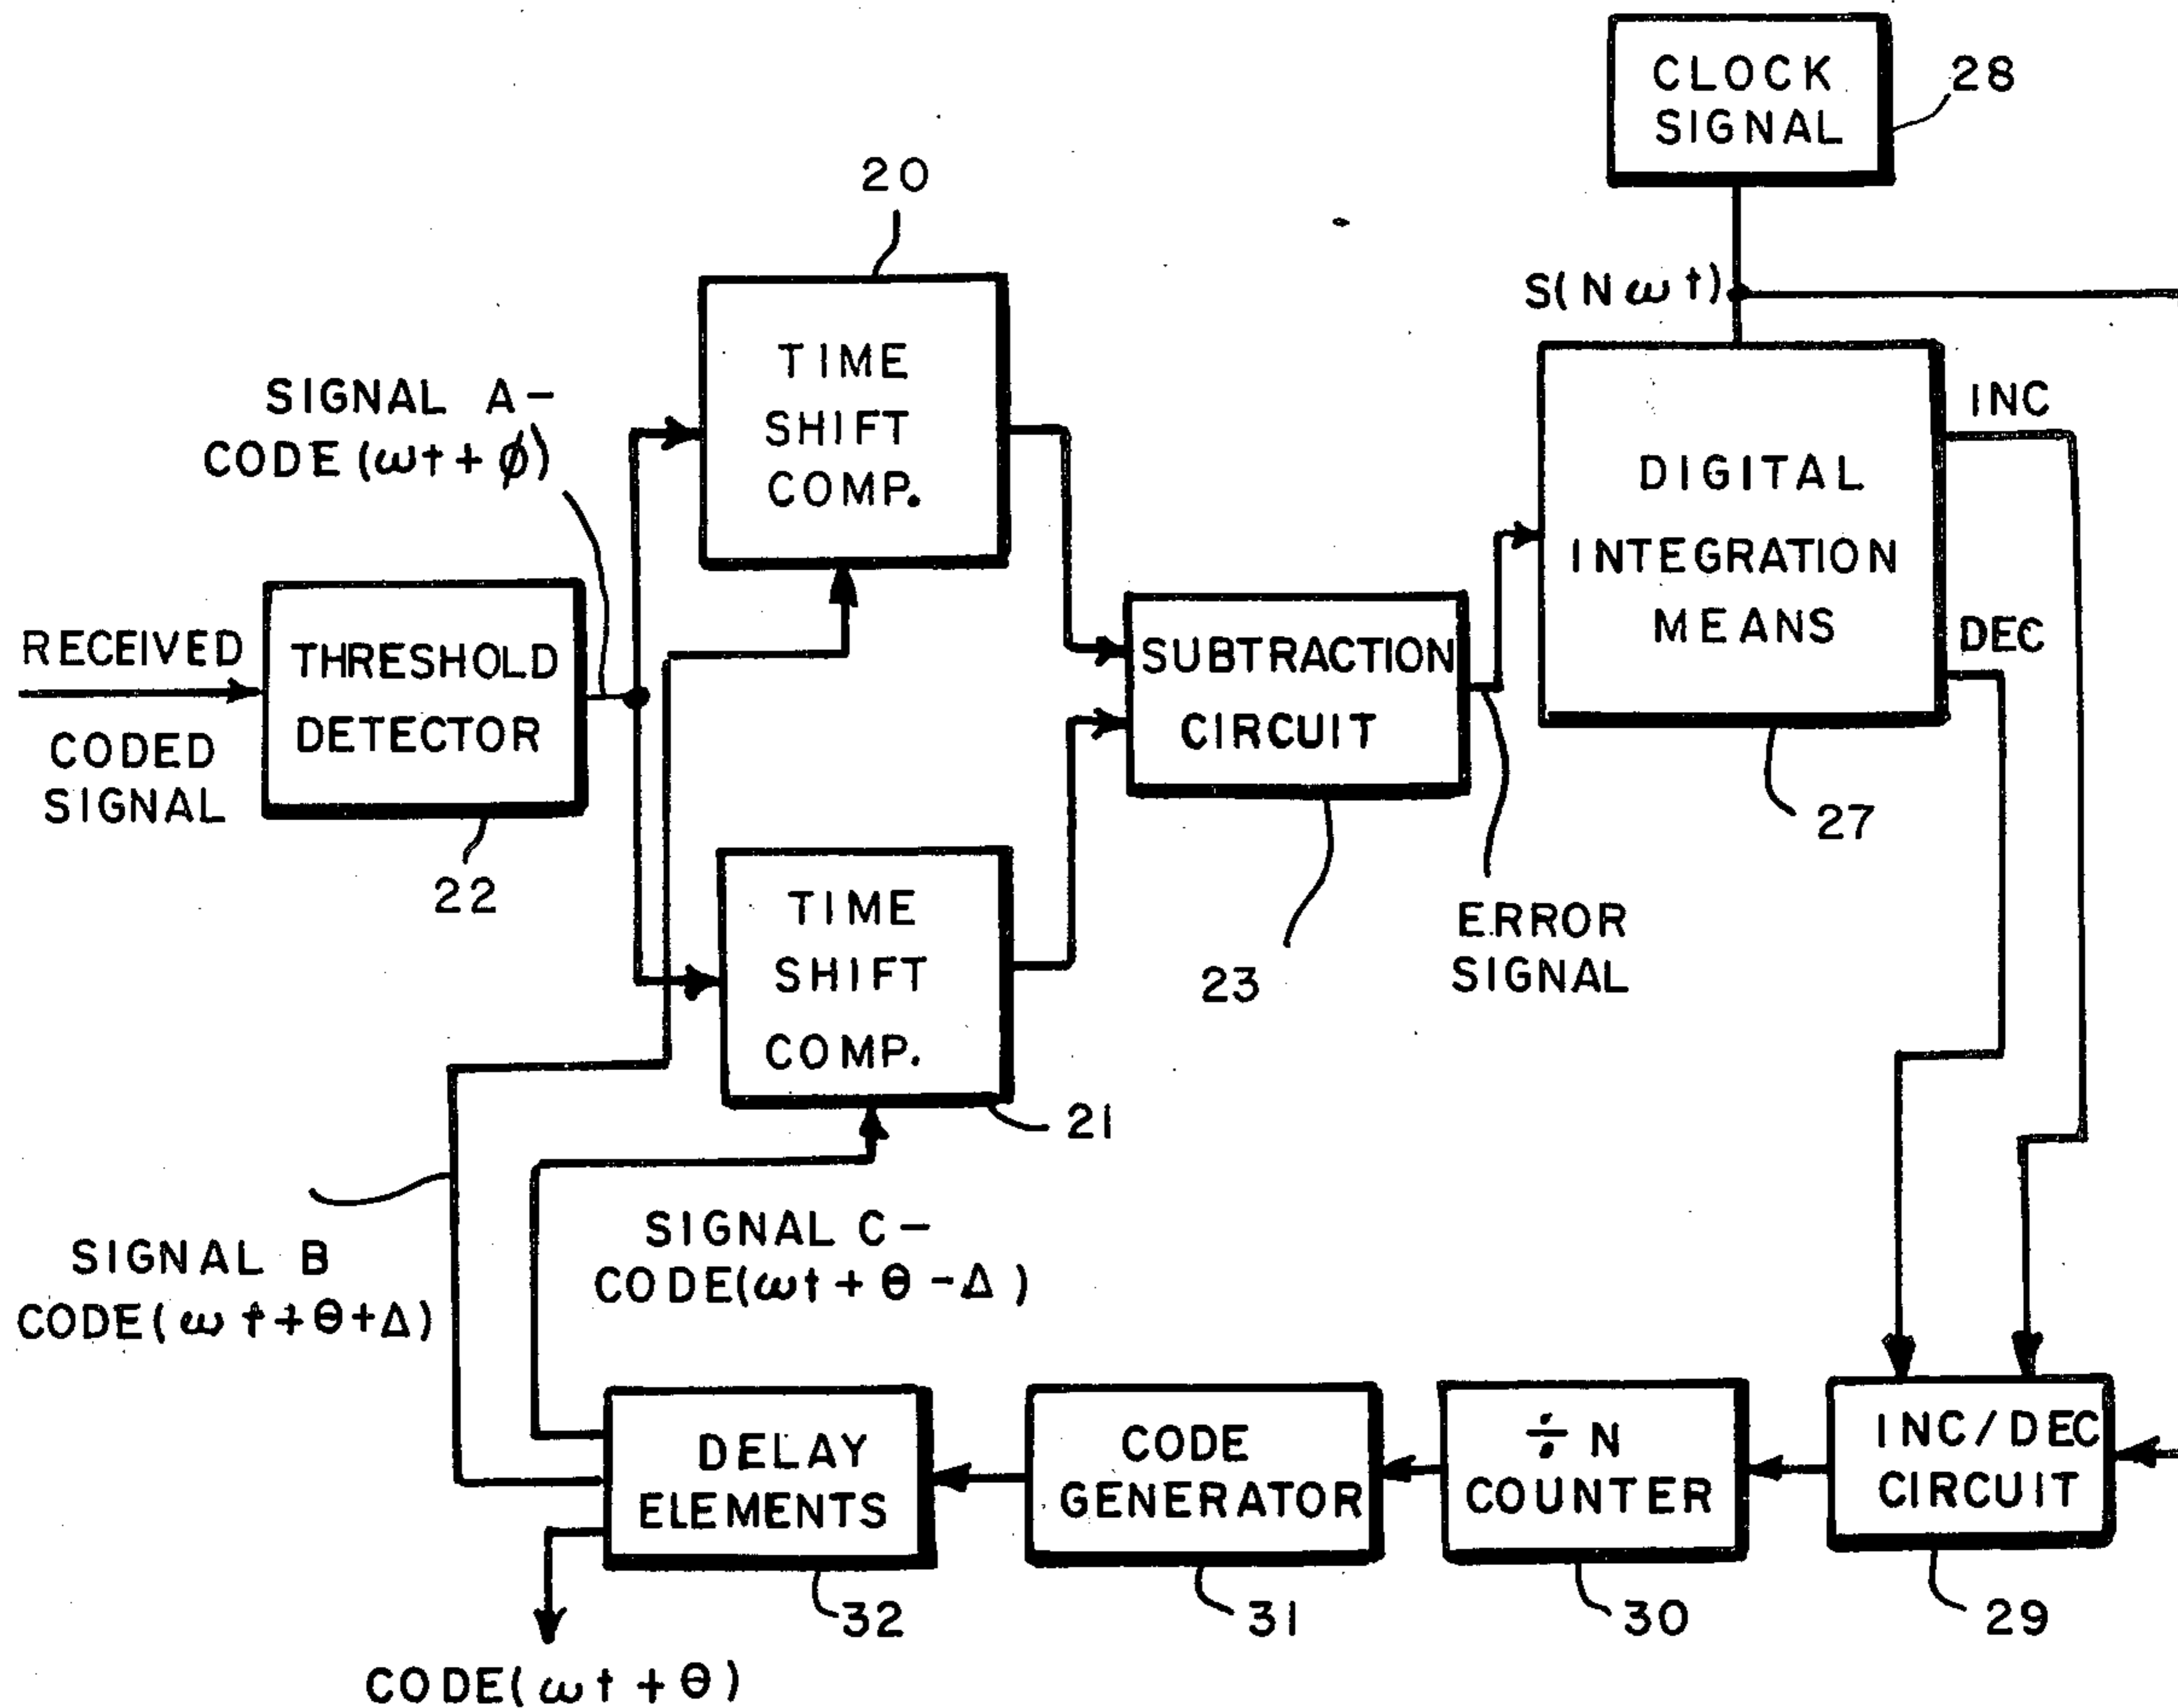 CLOCK
SIGNAL
28
20
S(Nωt)
TIME
SHIFT
COMP.
SIGNAL A-
CODE (ωt + φ)
INC
DIGITAL
INTEGRATION
MEANS
DEC
RECEIVED
CODED
SIGNAL
THRESHOLD
DETECTOR
SUBTRACTION
CIRCUIT
27
22
TIME
SHIFT
COMP.
23
ERROR
SIGNAL
21
SIGNAL B
CODE(ωt+θ+Δ)
SIGNAL C-
CODE(ωt + θ -Δ)
DELAY
ELEMENTS
CODE
GENERATOR
÷ N
COUNTER
INC/DEC
CIRCUIT
32
31
30
29
CODE(ωt + θ)